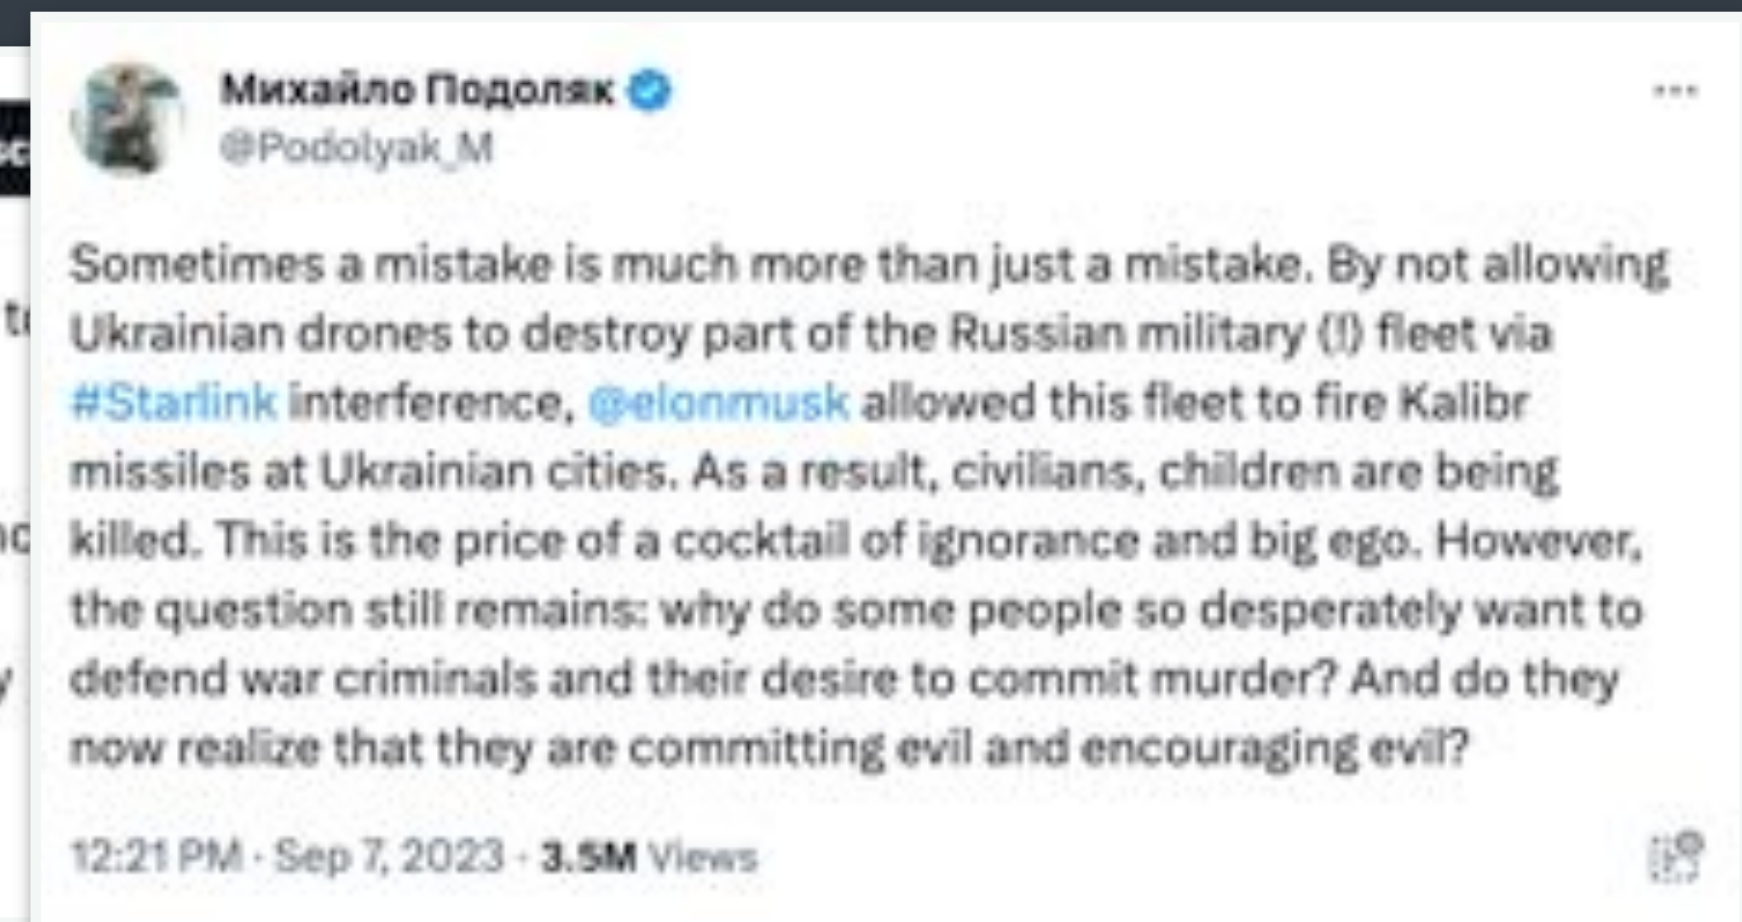 Михайло Подоляк
@Podolyak_M
Sometimes a mistake is much more than just a mistake. By not allowing
Ukrainian drones to destroy part of the Russian military (!) fleet via
#Starlink interference, @elonmusk allowed this fleet to fire Kalibr
missiles at Ukrainian cities. As a result, civilians, children are being
killed. This is the price of a cocktail of ignorance and big ego. However,
the question still remains: why do some people so desperately want to
defend war criminals and their desire to commit murder? And do they
now realize that they are committing evil and encouraging evil?
12:21 PM · Sep 7, 2023 · 3.5M Views